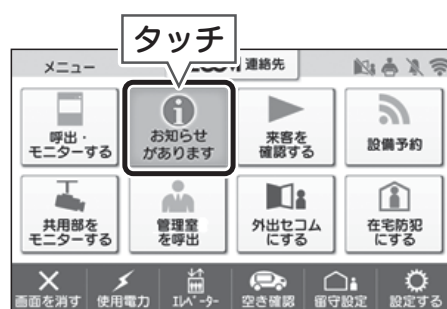 タッチ
メニュー
連絡先
呼出・
モニターする
お知らせ
があります
来客を
確認する
設備予約
共用部を
モニターする
管理室
を呼出
外出セコム
にする
在宅防犯
にする
画面を消す
使用電力
エレベーター
空き確認
留守設定
設定する